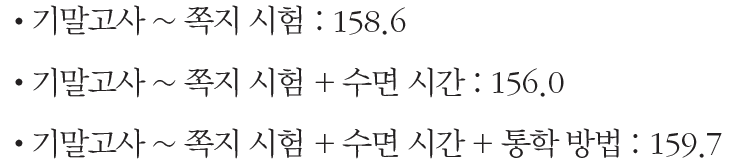 • 기말고사 ~ 쪽지 시험 : 158.6
• 기말고사 ~ 쪽지 시험 + 수면 시간 : 156.0
• 기말고사 ~ 쪽지 시험 + 수면 시간 + 통학 방법 : 159.7